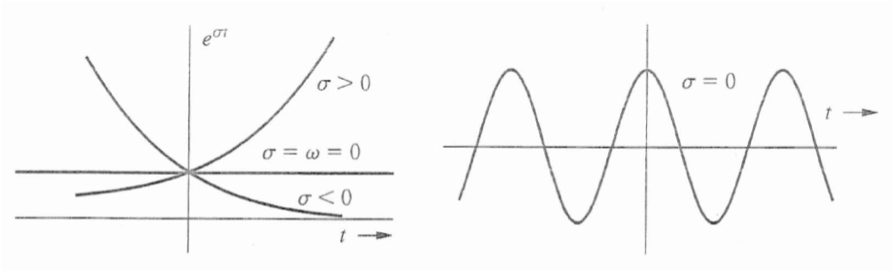 e^{σt}
σ > 0
σ = ω = 0
σ < 0
t
σ = 0
t